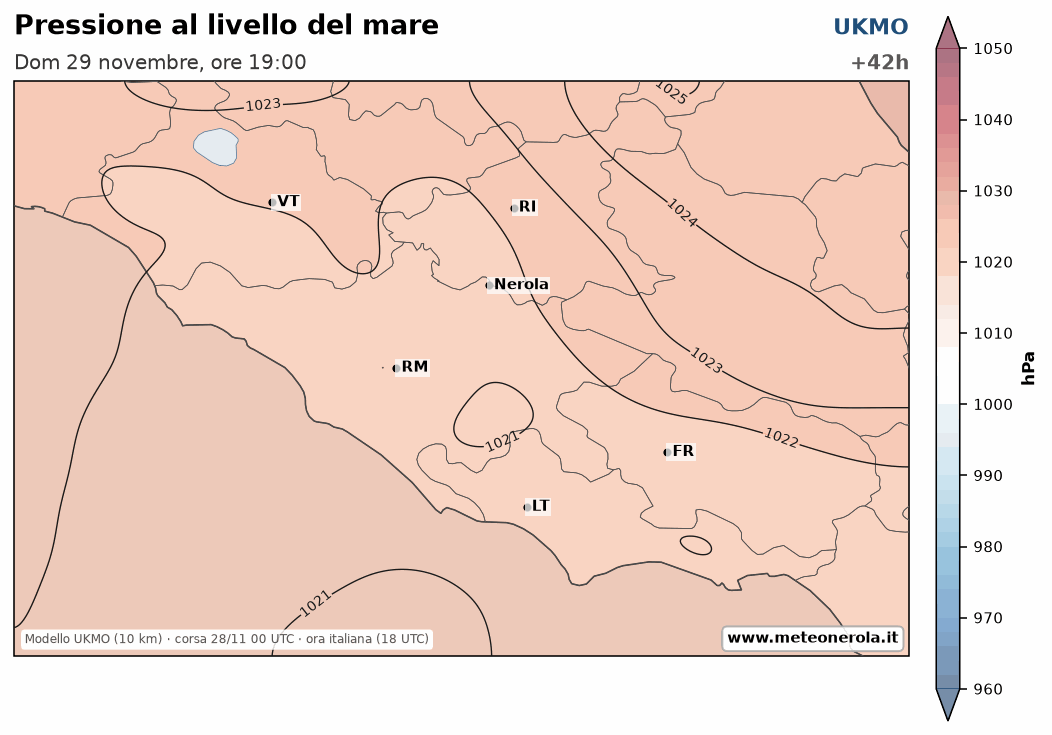 Pressione al livello del mare
UKMO
Dom 29 novembre, ore 19:00
+42h
1023
1025
VT
RI
1024
Nerola
RM
1023
1021
1022
FR
LT
1021
Modello UKMO (10 km) · corsa 28/11 00 UTC · ora italiana (18 UTC)
www.meteonerola.it
1050
1040
1030
1020
1010
1000
990
980
970
960
hPa